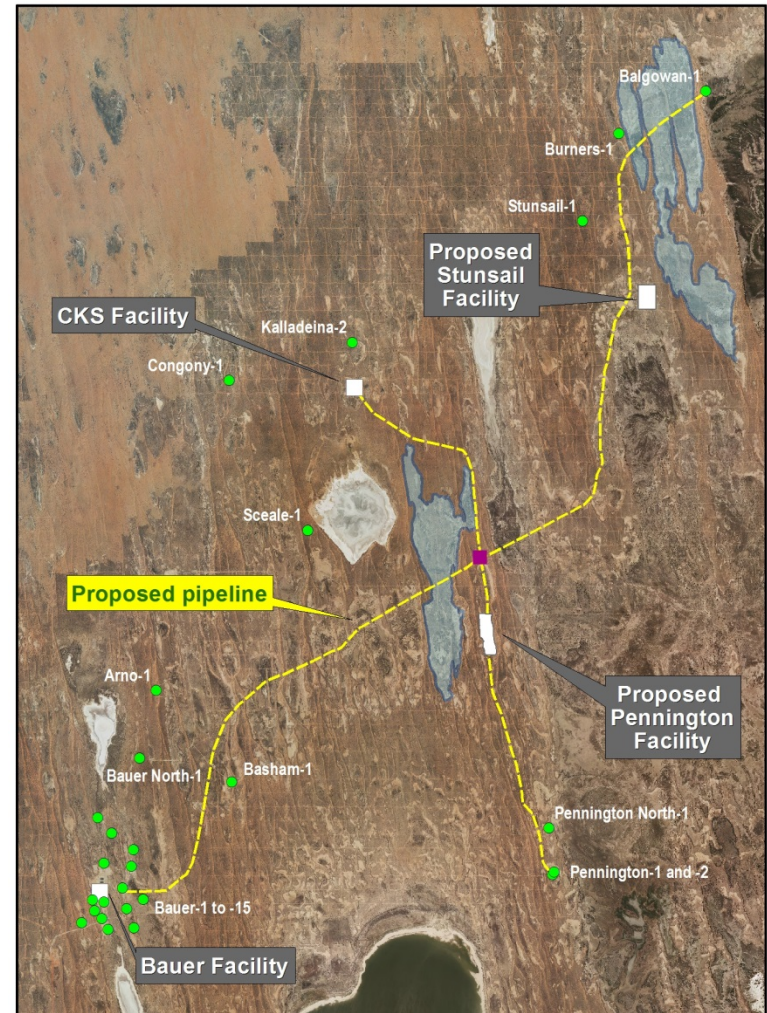 Balgowan-1
Burners-1
Stunsail-1
Proposed
Stunsail
Facility
CKS Facility
Kalladeina-2
Congony-1
Sceale-1
Proposed pipeline
Arno-1
Proposed
Pennington
Facility
Bauer North-1
Basham-1
Pennington North-1
Pennington-1 and -2
Bauer-1 to -15
Bauer Facility